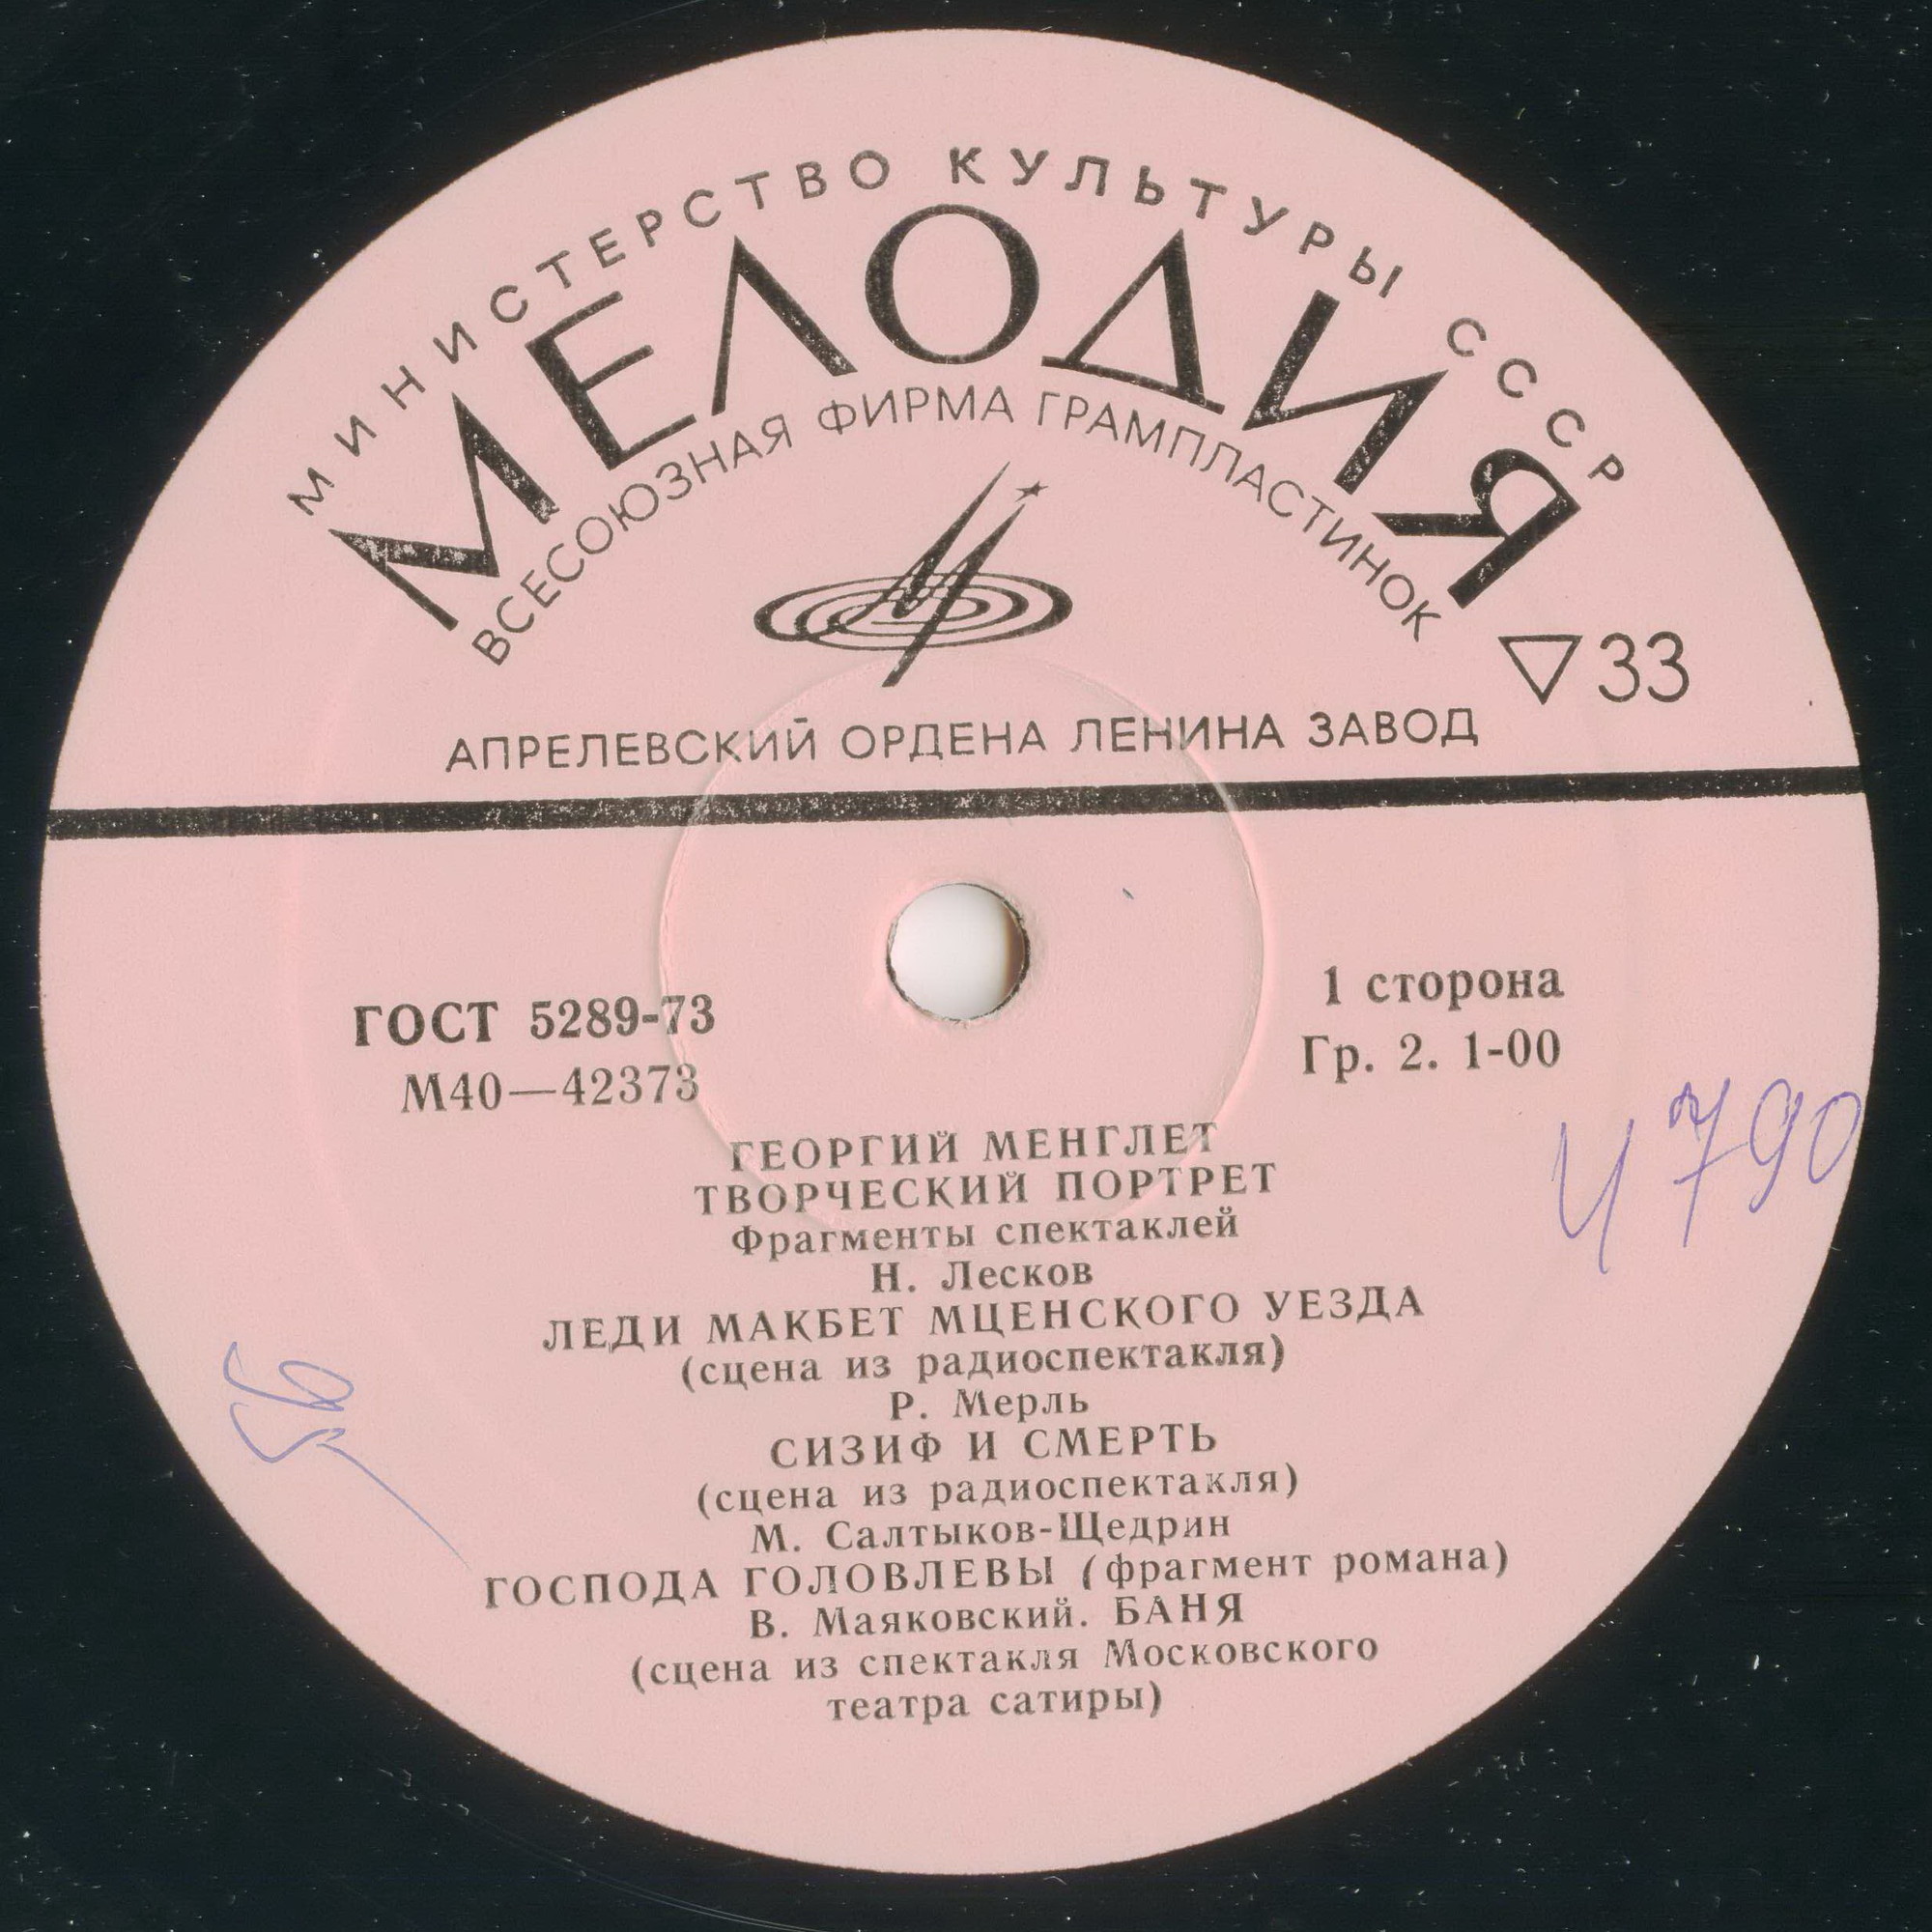 МИНИСТЕРСТВО КУЛЬТУРЫ СССР
МЕЛОДИЯ
ВСЕСОЮЗНАЯ ФИРМА ГРАМПЛАСТИНОК
33
АПРЕЛЕВСКИЙ ОРДЕНА ЛЕНИНА ЗАВОД
ГОСТ 5289-73
М40—42373
1 сторона
Гр. 2. 1-00
Ч 790
ГЕОРГИЙ МЕНГЛЕТ
ТВОРЧЕСКИЙ ПОРТРЕТ
Фрагменты спектаклей
Н. Лесков
ЛЕДИ МАКБЕТ МЦЕНСКОГО УЕЗДА
(сцена из радиоспектакля)
Р. Мерль
СИЗИФ И СМЕРТЬ
(сцена из радиоспектакля)
М. Салтыков-Щедрин
ГОСПОДА ГОЛОВЛЕВЫ (фрагмент романа)
В. Маяковский. БАНЯ
(сцена из спектакля Московского
театра сатиры)